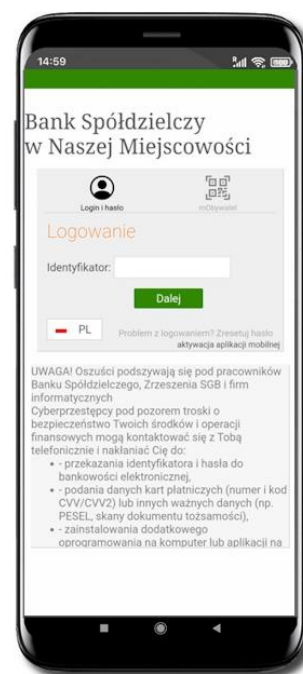 14:59
Bank Spółdzielczy
w Naszej Miejscowości
Login i hasło
mObywatel
Logowanie
Identyfikator:
Dalej
PL
Problem z logowaniem? Zresetuj hasło
aktywacja aplikacji mobilnej
UWAGA! Oszuści podszywają się pod pracowników
Banku Spółdzielczego, Zrzeszenia SGB i firm
informatycznych
Cyberprzestępcy pod pozorem troski o
bezpieczeństwo Twoich środków i operacji
finansowych mogą kontaktować się z Tobą
telefonicznie i nakłaniać Cię do:
• - przekazania identyfikatora i hasła do
bankowości elektronicznej,
• - podania danych kart płatniczych (numer i kod
CVV/CVV2) lub innych ważnych danych (np.
PESEL, skany dokumentu tożsamości),
• - zainstalowania dodatkowego
oprogramowania na komputer lub aplikacji na